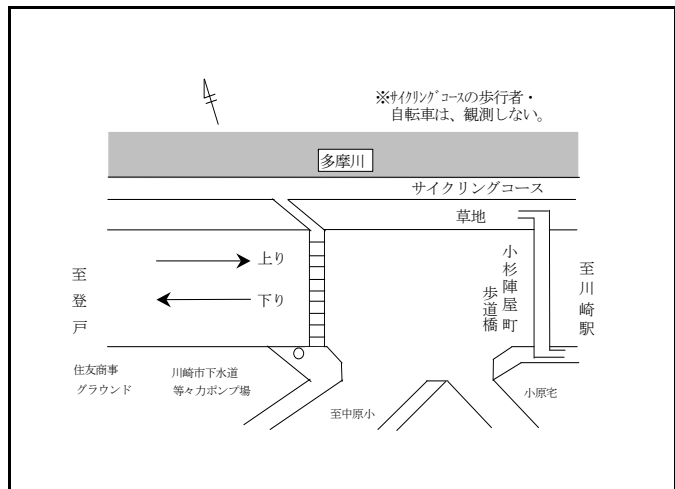 ※ｻｲｸﾘﾝｸﾞｺｰｽの歩行者・
自転車は、観測しない。
多摩川
サイクリングコース
草地
上り
下り
至登戸
小杉陣屋町
歩道橋
至川崎駅
住友商事
グラウンド
川崎市下水道
等々力ポンプ場
至中原小
小原宅